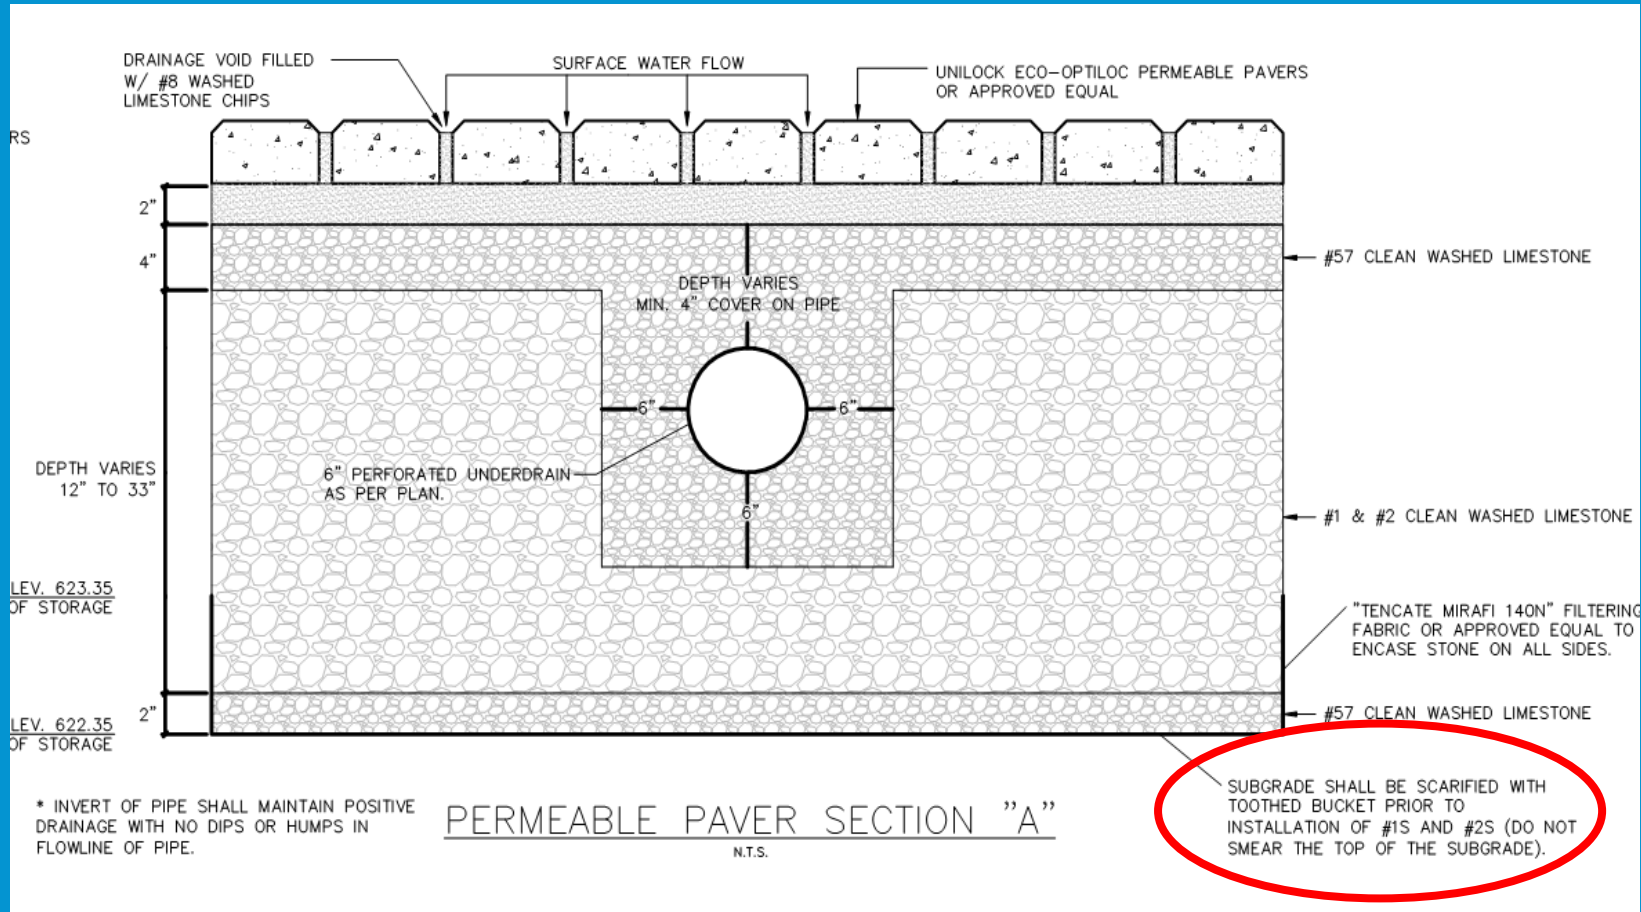 DRAINAGE VOID FILLED
W/ #8 WASHED
LIMESTONE CHIPS
SURFACE WATER FLOW
UNILOCK ECO-OPTILOC PERMEABLE PAVERS
OR APPROVED EQUAL
RS
2"
4"
#57 CLEAN WASHED LIMESTONE
DEPTH VARIES
MIN. 4" COVER ON PIPE
6"
6"
6" PERFORATED UNDERDRAIN
AS PER PLAN.
6"
DEPTH VARIES
12" TO 33"
#1 & #2 CLEAN WASHED LIMESTONE
LEV. 623.35
OF STORAGE
"TENCATE MIRAFI 140N" FILTERING
FABRIC OR APPROVED EQUAL TO
ENCASE STONE ON ALL SIDES.
2"
#57 CLEAN WASHED LIMESTONE
LEV. 622.35
OF STORAGE
SUBGRADE SHALL BE SCARIFIED WITH
TOOTHED BUCKET PRIOR TO
INSTALLATION OF #1S AND #2S (DO NOT
SMEAR THE TOP OF THE SUBGRADE).
* INVERT OF PIPE SHALL MAINTAIN POSITIVE
DRAINAGE WITH NO DIPS OR HUMPS IN
FLOWLINE OF PIPE.
PERMEABLE PAVER SECTION "A"
N.T.S.